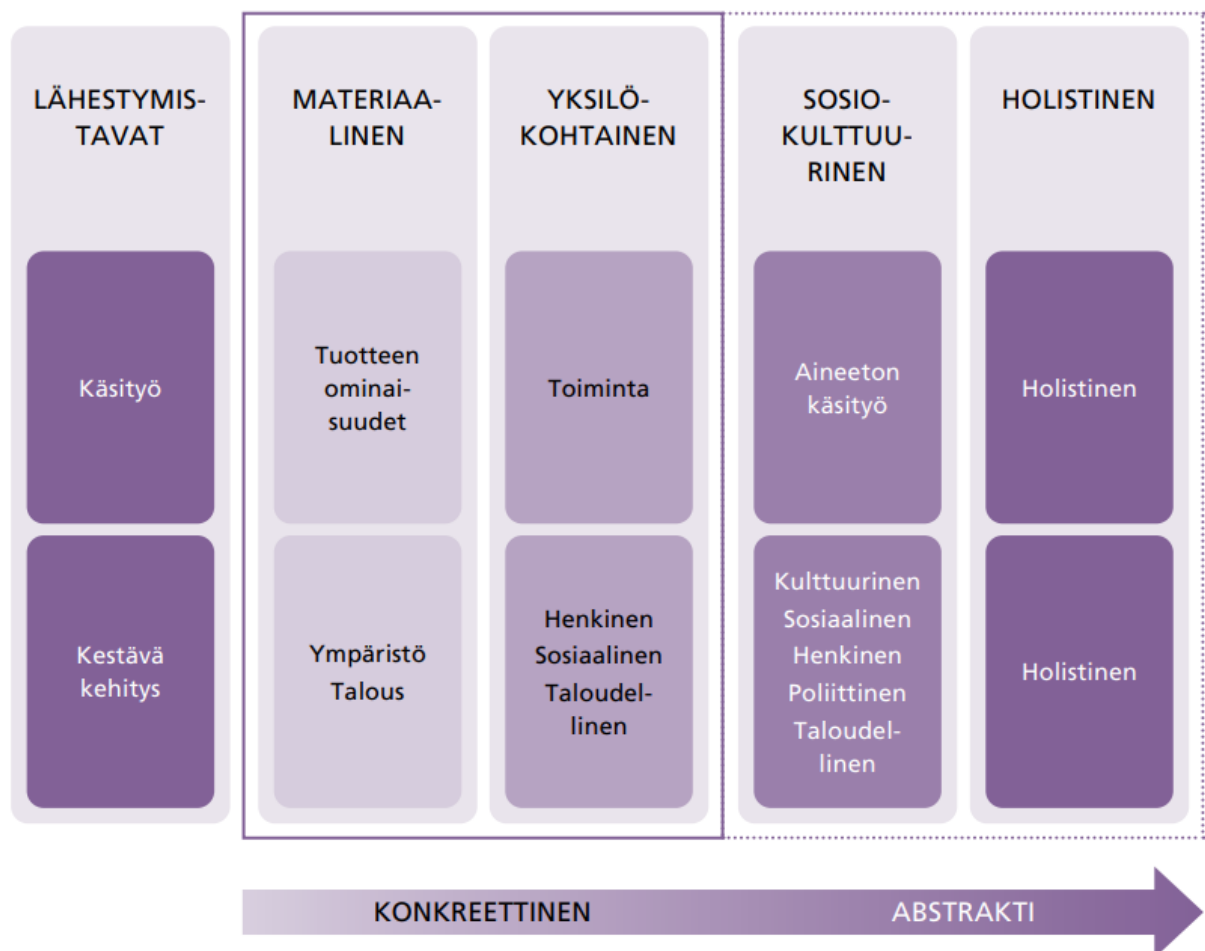 LÄHESTYMIS-
TAVAT
MATERIAA-
LINEN
YKSILÖ-
KOHTAINEN
SOSIO-
KULTTUU-
RINEN
HOLISTINEN
Käsityö
Tuotteen
ominai-
suudet
Toiminta
Aineeton
käsityö
Holistinen
Kestävä
kehitys
Ympäristö
Talous
Henkinen
Sosiaalinen
Taloudel-
linen
Kulttuurinen
Sosiaalinen
Henkinen
Poliittinen
Taloudel-
linen
Holistinen
KONKREETTINEN
ABSTRAKTI